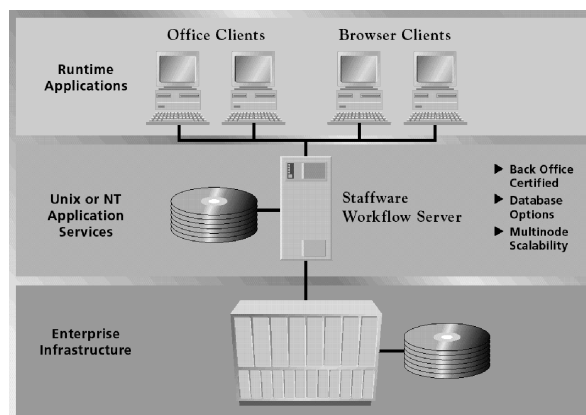 Office Clients
Browser Clients
Runtime
Applications
Unix or NT
Application
Services
Staffware
Workflow Server
Back Office
Certified
Database
Options
Multinode
Scalability
Enterprise
Infrastructure